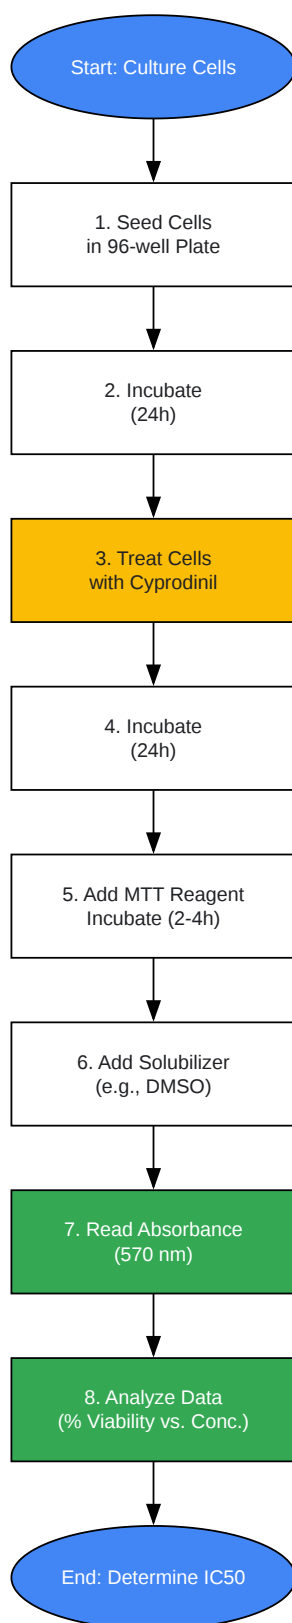 Start: Culture Cells
1. Seed Cells
in 96-well Plate
2. Incubate
(24h)
3. Treat Cells
with Cyprodinil
4. Incubate
(24h)
5. Add MTT Reagent
Incubate (2-4h)
6. Add Solubilizer
(e.g., DMSO)
7. Read Absorbance
(570 nm)
8. Analyze Data
(% Viability vs. Conc.)
End: Determine IC50